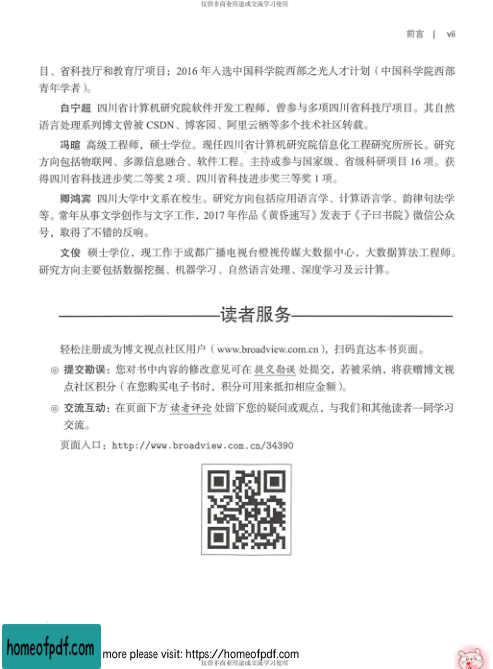 仅供非商业用途或交流学习使用
前言 | vii
目、省科技厅和教育厅项目；2016 年入选中国科学院西部之光人才计划（中国科学院西部
青年学者）。
白宁超 四川省计算机研究院软件开发工程师，曾参与多项四川省科技厅项目。其自然
语言处理系列博文曾被 CSDN、博客园、阿里云栖等多个技术社区转载。
冯暄 高级工程师，硕士学位。现任四川省计算机研究院信息化工程研究所所长。研究
方向包括物联网、多源信息融合、软件工程。主持或参与国家级、省级科研项目 16 项。获
得四川省科技进步奖二等奖 2 项、四川省科技进步奖三等奖 1 项。
卿鸿宾 四川大学中文系在校生。研究方向包括应用语言学、计算语言学、韵律句法学
等。常年从事文学创作与文字工作，2017 年作品《黄昏速写》发表于《子曰书院》微信公众
号，取得了不错的反响。
文俊 硕士学位，现工作于成都广播电视台橙视传媒大数据中心，大数据算法工程师。
研究方向主要包括数据挖掘、机器学习、自然语言处理、深度学习及云计算。
读者服务
轻松注册成为博文视点社区用户（www.broadview.com.cn），扫码直达本书页面。
◎ 提交勘误：您对书中内容的修改意见可在 提交勘误 处提交，若被采纳，将获赠博文视
点社区积分（在您购买电子书时，积分可用来抵扣相应金额）。
◎ 交流互动：在页面下方 读者评论 处留下您的疑问或观点，与我们和其他读者一同学习
交流。
页面入口：http://www.broadview.com.cn/34390
homeofpdf.com
more please visit: https://homeofpdf.com
仅供非商业用途或交流学习使用